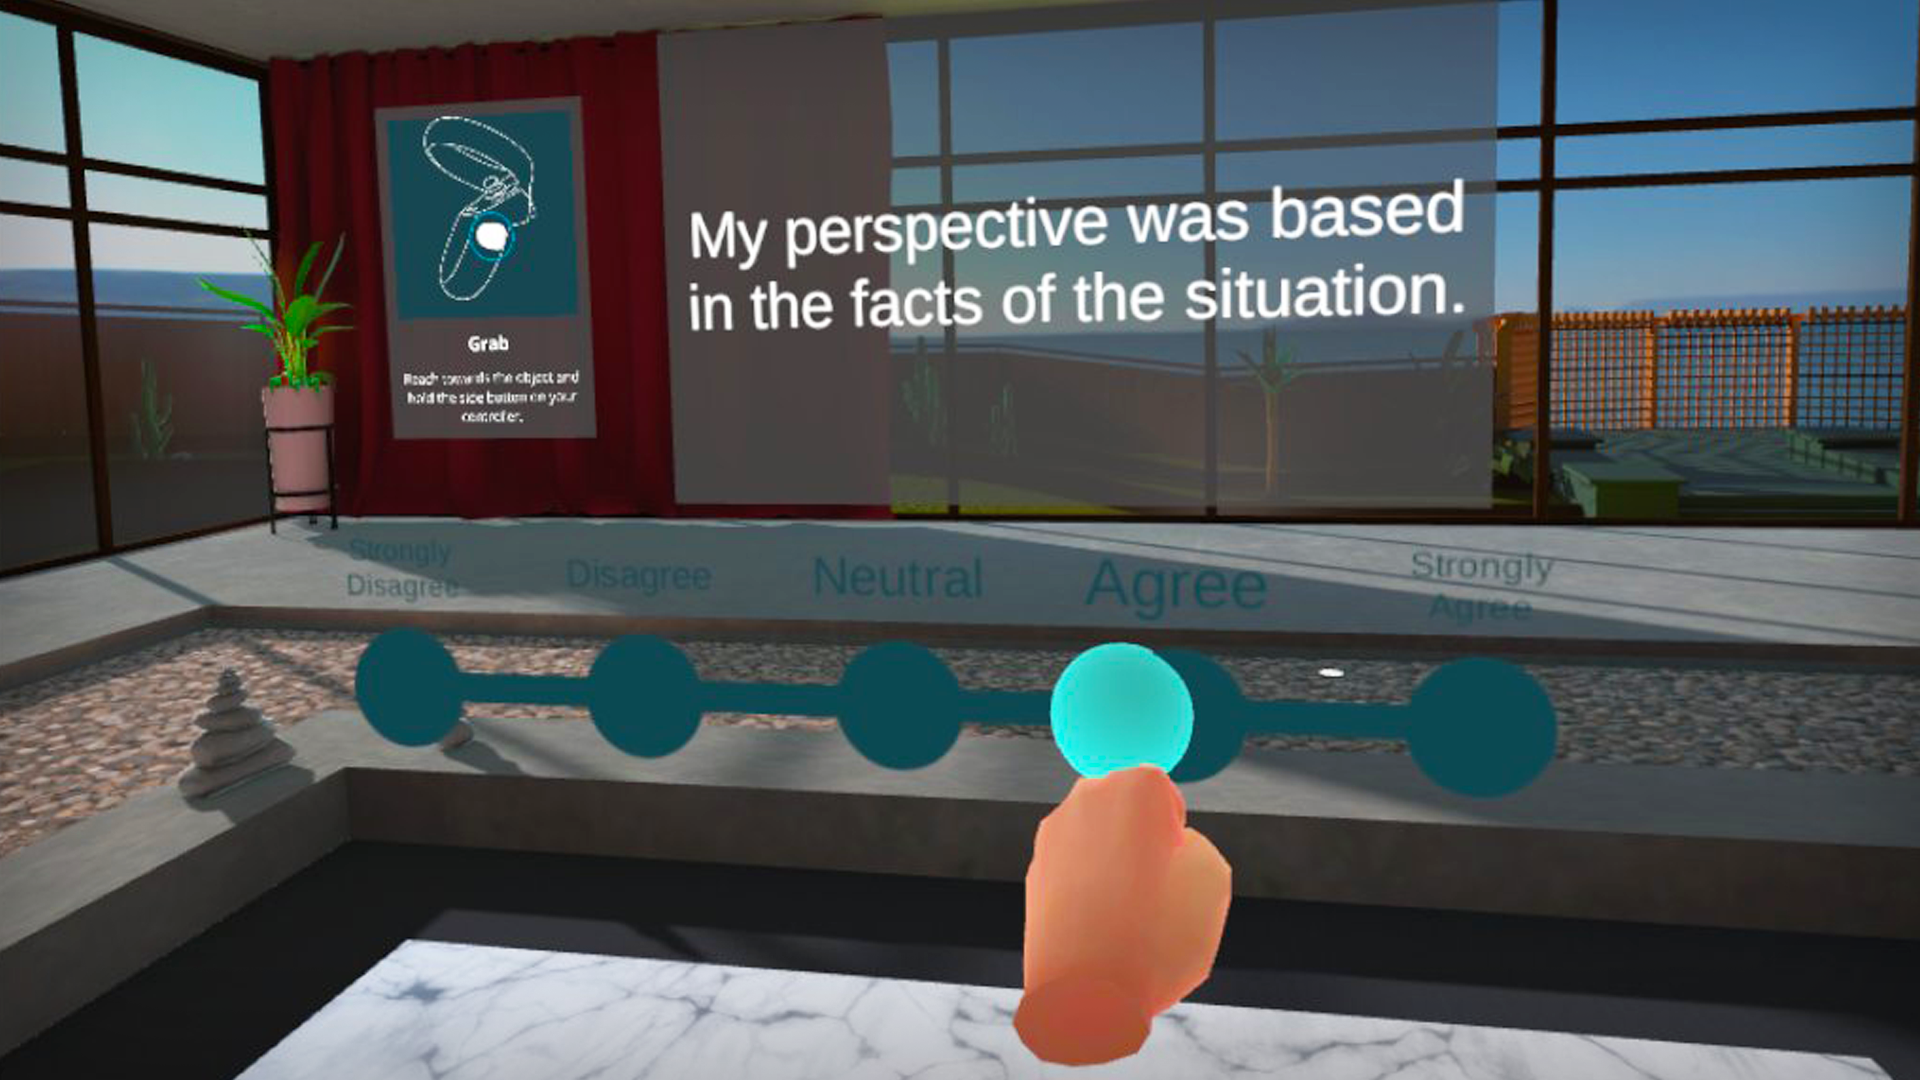 My perspective was based
in the facts of the situation.
Grab
Reach towards the object and
hold the side button on your
controller.
Strongly
Disagree
Disagree
Neutral
Agree
Strongly
Agree